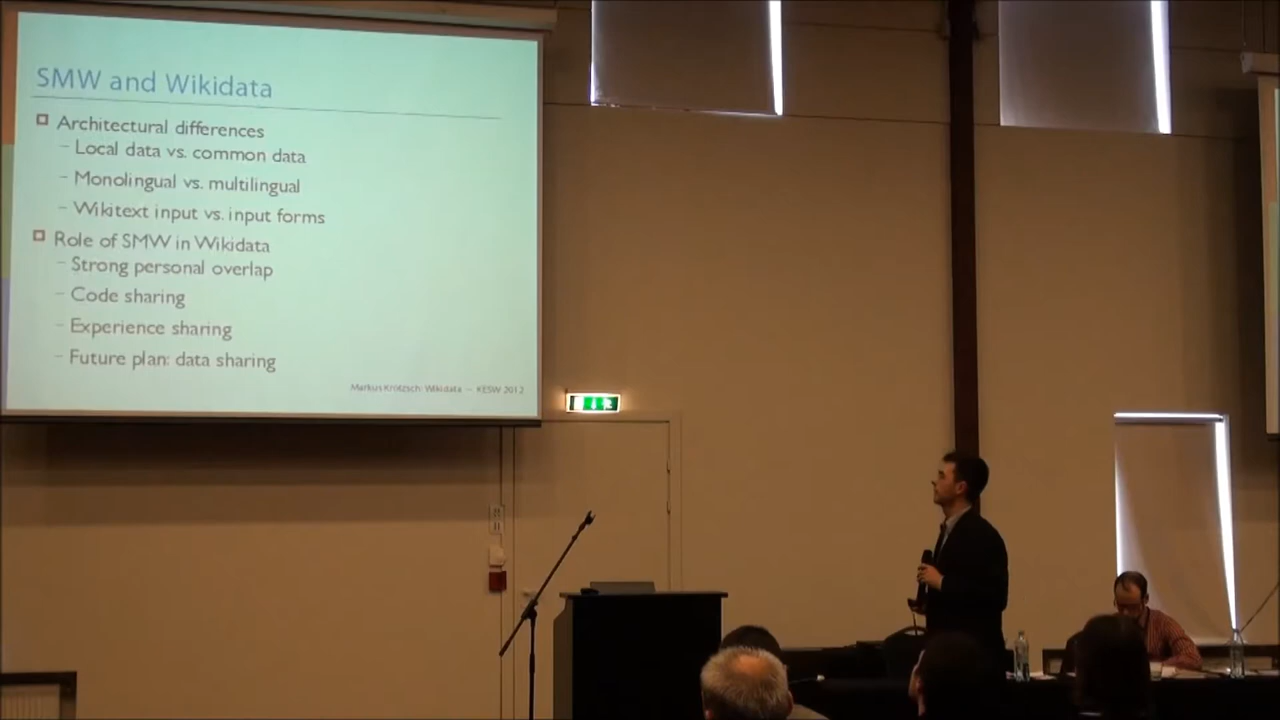 SMW and Wikidata
Architectural differences
– Local data vs. common data
– Monolingual vs. multilingual
– Wikitext input vs. input forms
Role of SMW in Wikidata
– Strong personal overlap
– Code sharing
– Experience sharing
– Future plan: data sharing
Markus Krötzsch: Wikidata – KESW 2012